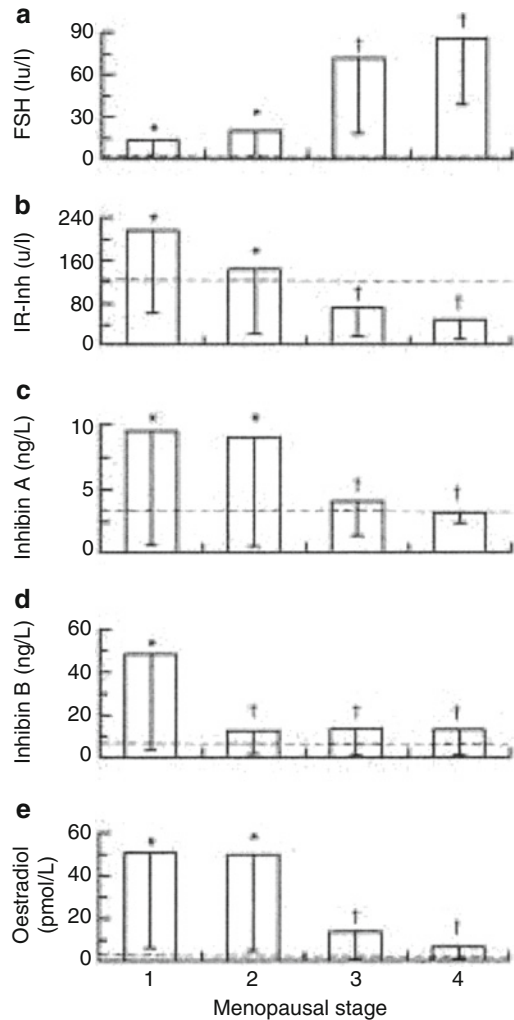 a
FSH (Iu/l)
90
60
30
0
* * † †
b
IR-Inh (u/l)
240
160
80
0
* * † †
c
Inhibin A (ng/L)
10
5
0
* * † †
d
Inhibin B (ng/L)
60
40
20
0
* † † †
e
Oestradiol
(pmol/L)
60
40
20
0
* * † †
1 2 3 4
Menopausal stage